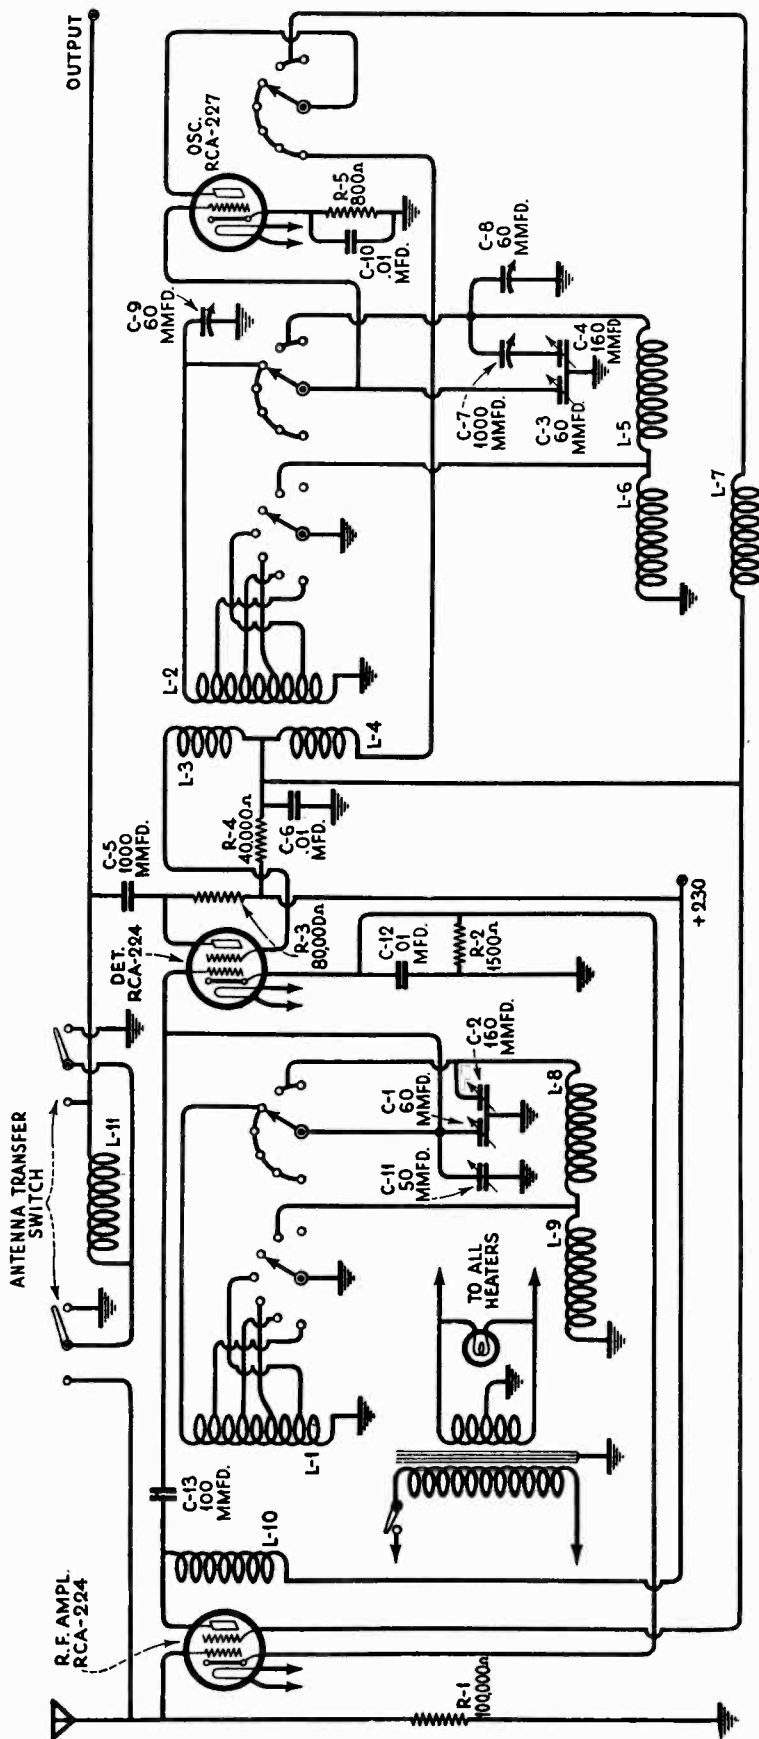 R.F. AMPL.
RCA-224
ANTENNA TRANSFER
SWITCH
L-11
DET.
RCA-224
C-5
1000
MMFD.
OUTPUT
C-13
100
MMFD.
L-10
L-1
R-3
80,000Ω
R-4
40,000Ω
C-6
.01
MFD.
L-3
L-4
L-2
C-9
60
MMFD.
OSC.
RCA-227
R-5
800Ω
C-10
.01
MFD.
R-1
100,000Ω
TO ALL
HEATERS
C-11
50
MMFD.
C-1
60
MMFD.
C-2
160
MMFD.
L-9
L-8
C-12
.01
MFD.
R-2
1500Ω
+230
C-7
1000
MMFD.
C-3
60
MMFD.
C-4
160
MMFD
C-8
60
MMFD.
L-6
L-5
L-7